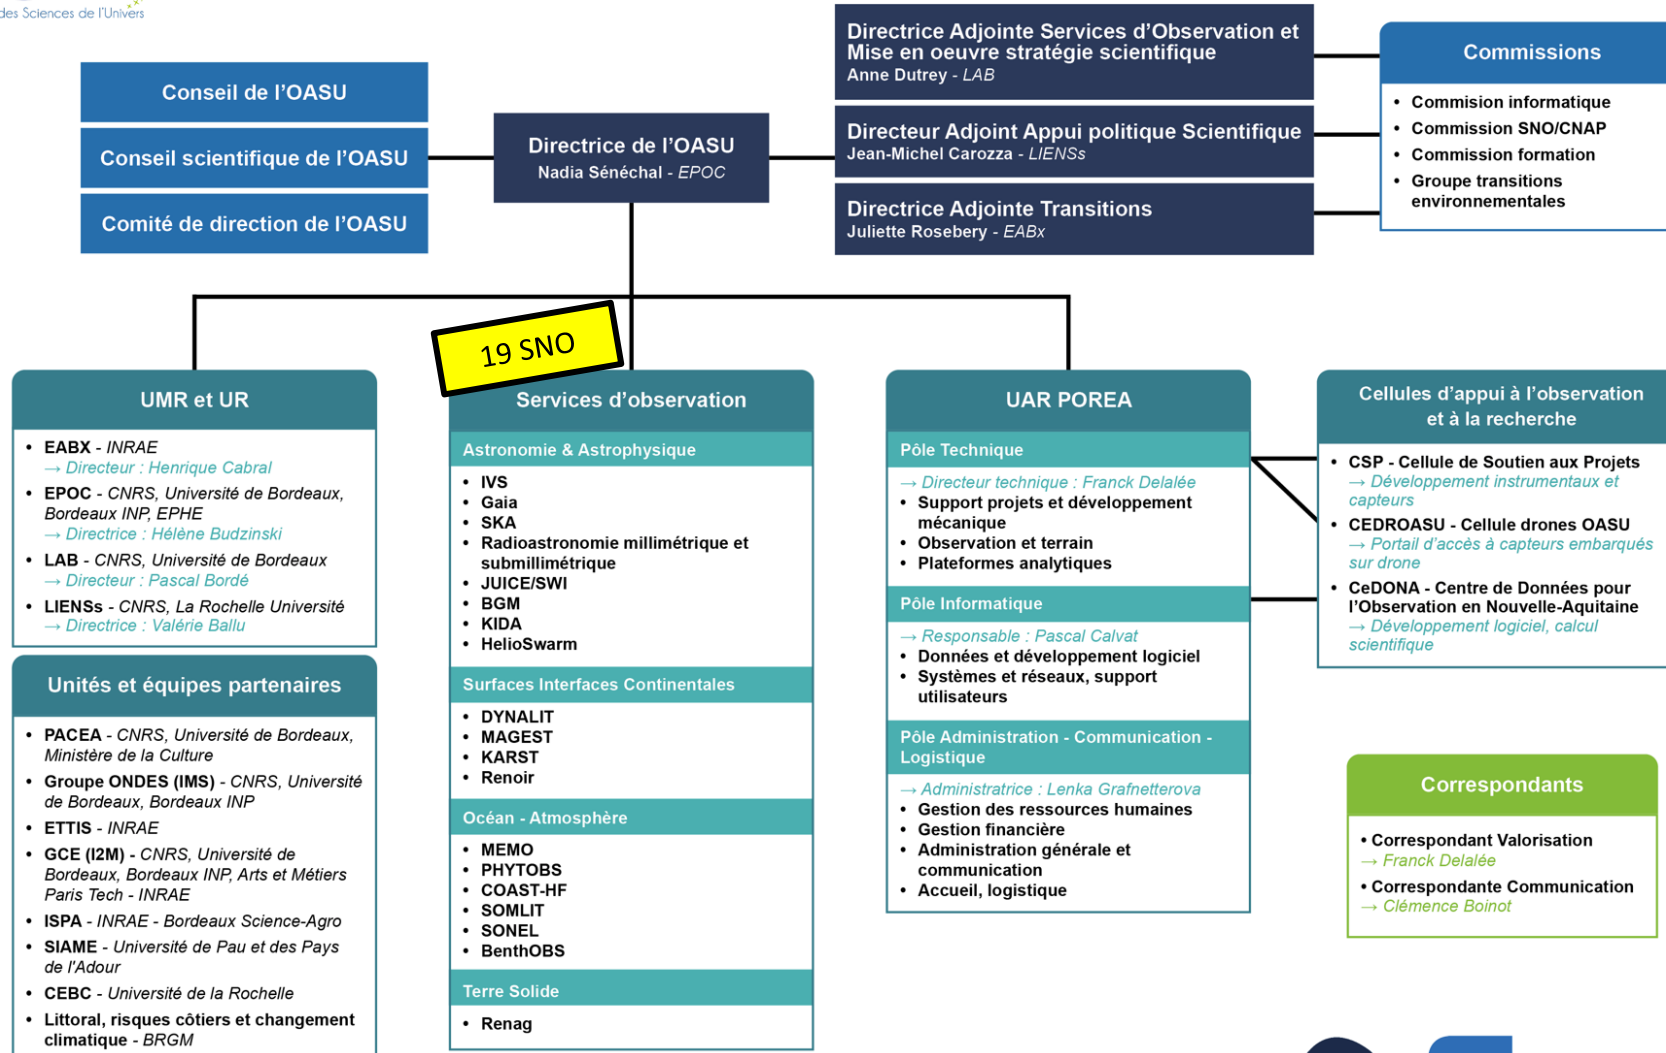 des Sciences de l'Univers
Conseil de l'OASU
Conseil scientifique de l'OASU
Comité de direction de l'OASU
Directrice de l'OASU
Nadia Sénéchal - EPOC
Directrice Adjointe Services d'Observation et
Mise en oeuvre stratégie scientifique
Anne Dutrey - LAB
Directeur Adjoint Appui politique Scientifique
Jean-Michel Carozza - LIENSs
Directrice Adjointe Transitions
Juliette Rosebery - EABx
Commissions
• Commision informatique
• Commission SNO/CNAP
• Commission formation
• Groupe transitions
environnementales
19 SNO
UMR et UR
• EABX - INRAE
→ Directeur : Henrique Cabral
• EPOC - CNRS, Université de Bordeaux,
Bordeaux INP, EPHE
→ Directrice : Hélène Budzinski
• LAB - CNRS, Université de Bordeaux
→ Directeur : Pascal Bordé
• LIENSs - CNRS, La Rochelle Université
→ Directrice : Valérie Ballu
Unités et équipes partenaires
• PACEA - CNRS, Université de Bordeaux,
Ministère de la Culture
• Groupe ONDES (IMS) - CNRS, Université
de Bordeaux, Bordeaux INP
• ETTIS - INRAE
• GCE (I2M) - CNRS, Université de
Bordeaux, Bordeaux INP, Arts et Métiers
Paris Tech - INRAE
• ISPA - INRAE - Bordeaux Science-Agro
• SIAME - Université de Pau et des Pays
de l'Adour
• CEBC - Université de la Rochelle
• Littoral, risques côtiers et changement
climatique - BRGM
Services d'observation
Astronomie & Astrophysique
• IVS
• Gaia
• SKA
• Radioastronomie millimétrique et
submillimétrique
• JUICE/SWI
• BGM
• KIDA
• HelioSwarm
Surfaces Interfaces Continentales
• DYNALIT
• MAGEST
• KARST
• Renoir
Océan - Atmosphère
• MEMO
• PHYTOBS
• COAST-HF
• SOMLIT
• SONEL
• BenthOBS
Terre Solide
• Renag
UAR POREA
Pôle Technique
→ Directeur technique : Franck Delalée
• Support projets et développement
mécanique
• Observation et terrain
• Plateformes analytiques
Pôle Informatique
→ Responsable : Pascal Calvat
• Données et développement logiciel
• Systèmes et réseaux, support
utilisateurs
Pôle Administration - Communication -
Logistique
→ Administratrice : Lenka Grafnetterova
• Gestion des ressources humaines
• Gestion financière
• Administration générale et
communication
• Accueil, logistique
Cellules d'appui à l'observation
et à la recherche
• CSP - Cellule de Soutien aux Projets
→ Développement instrumentaux et
capteurs
• CEDROASU - Cellule drones OASU
→ Portail d'accès à capteurs embarqués
sur drone
• CeDONA - Centre de Données pour
l'Observation en Nouvelle-Aquitaine
→ Développement logiciel, calcul
scientifique
Correspondants
• Correspondant Valorisation
→ Franck Delalée
• Correspondante Communication
→ Clémence Boinot